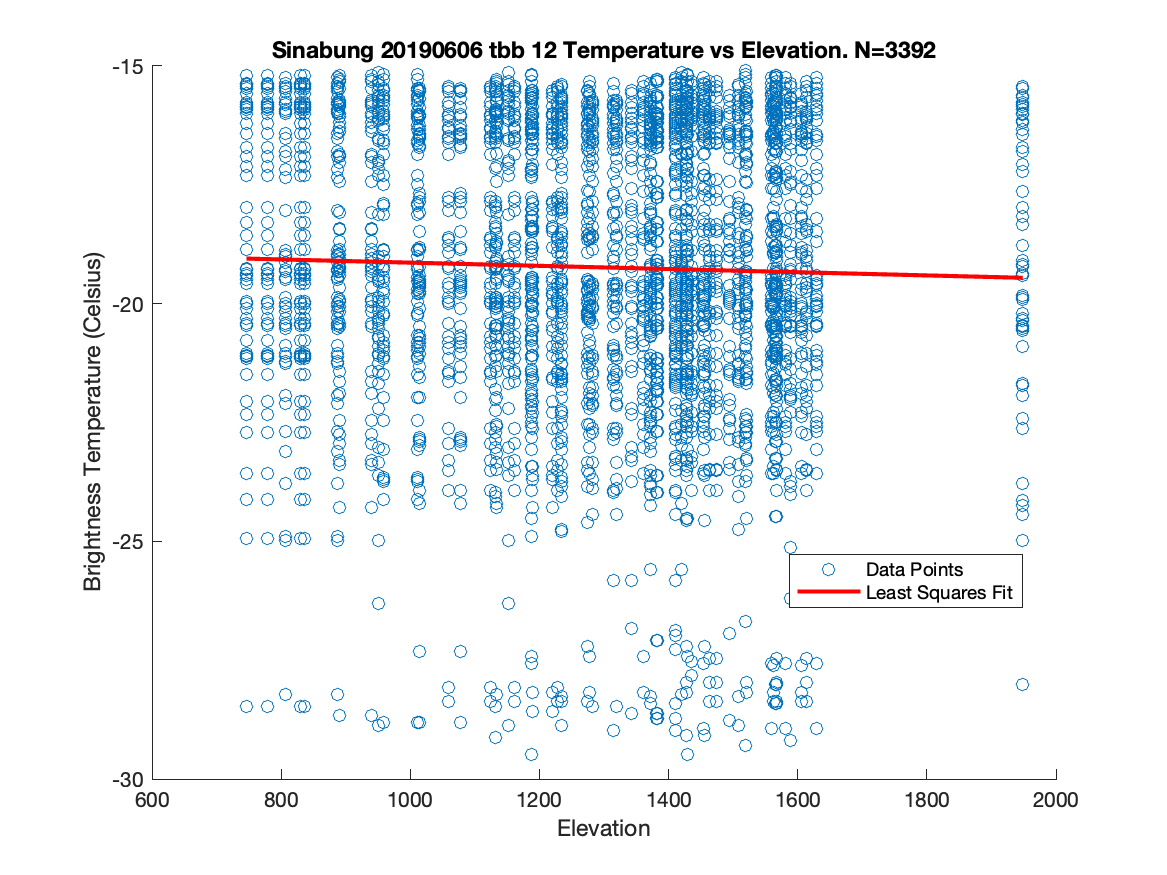 Sinabung 20190606 tbb 12 Temperature vs Elevation. N=3392
-15
-20
-25
-30
Brightness Temperature (Celsius)
Data Points
Least Squares Fit
600 800 1000 1200 1400 1600 1800 2000
Elevation